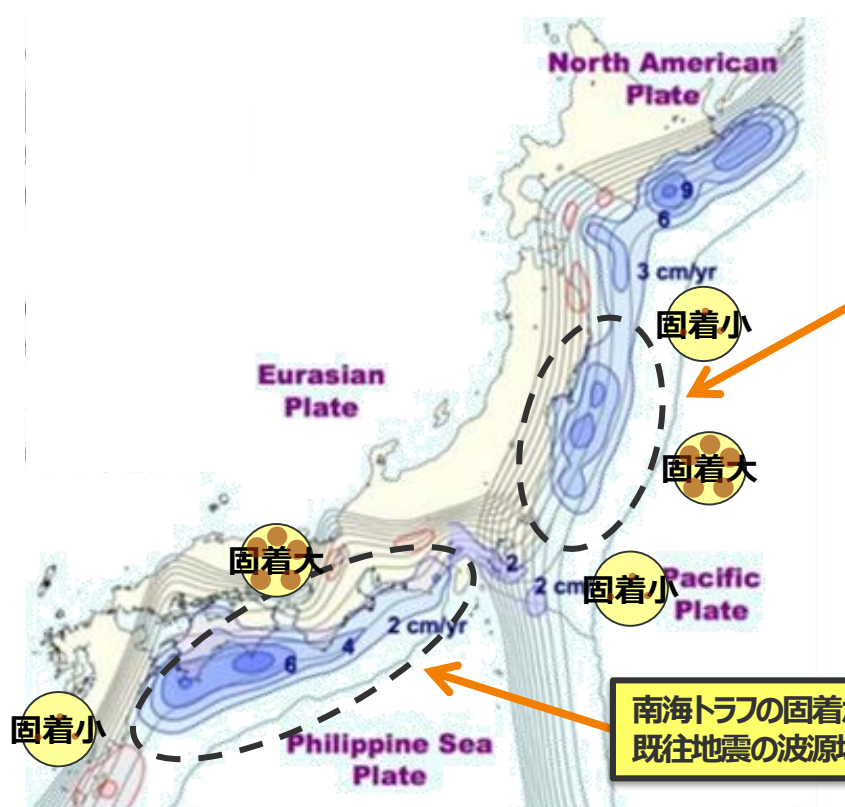 North American
Plate
9
6
3 cm/yr
固着小
Eurasian
Plate
固着大
固着大
2
2 cm
固着小
Pacific
Plate
2 cm/yr
4
6
固着小
Philippine Sea
Plate
南海トラフの固着
既往地震の波源